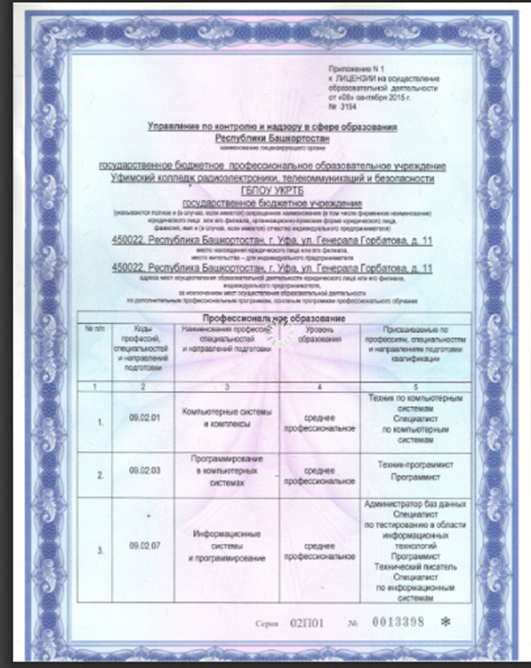 Приложение N 1
к ЛИЦЕНЗИИ на осуществление
образовательной деятельности
от «08» сентября 2015 г.
№ 3194
Управление по контролю и надзору в сфере образования
Республики Башкортостан
наименование лицензирующего органа
государственное бюджетное профессиональное образовательное учреждение
Уфимский колледж радиоэлектроники, телекоммуникаций и безопасности
ГБПОУ УКРТБ
государственное бюджетное учреждение
(указываются полное и (в случае, если имеется) сокращенное наименование (в том числе фирменное наименование)
юридического лица или его филиала, организационно-правовая форма юридического лица,
фамилия, имя и (в случае, если имеется) отчество индивидуального предпринимателя)
450022, Республика Башкортостан, г. Уфа, ул. Генерала Горбатова, д. 11
место нахождения юридического лица или его филиала,
место жительства – для индивидуального предпринимателя
450022, Республика Башкортостан, г. Уфа, ул. Генерала Горбатова, д. 11
адреса мест осуществления образовательной деятельности юридического лица или его филиала,
индивидуального предпринимателя,
за исключением мест осуществления образовательной деятельности
по дополнительным профессиональным программам, основным программам профессионального обучения
Профессиональное образование
№ п/п
Коды
профессий,
специальностей
и направлений
подготовки
Наименования профессий,
специальностей
и направлений подготовки
Уровень
образования
Присваиваемые по
профессиям, специальностям
и направлениям подготовки
квалификации
1 2 3 4 5
1.
09.02.01
Компьютерные системы
и комплексы
среднее
профессиональное
Техник по компьютерным
системам
Специалист
по компьютерным
системам
2.
09.02.03
Программирование
в компьютерных
системах
среднее
профессиональное
Техник-программист
Программист
3.
09.02.07
Информационные
системы
и программирование
среднее
профессиональное
Администратор баз данных
Специалист
по тестированию в области
информационных
технологий
Программист
Технический писатель
Специалист
по информационным
системам
Серия 02П01 № 0013398 *